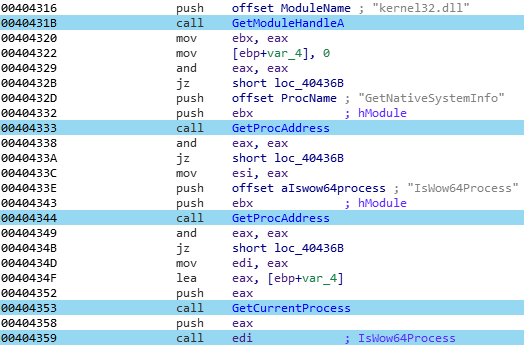 00404316 push offset ModuleName ; "kernel32.dll"
0040431B call GetModuleHandleA
00404320 mov ebx, eax
00404322 mov [ebp+var_4], 0
00404329 and eax, eax
0040432B jz short loc_40436B
0040432D push offset ProcName ; "GetNativeSystemInfo"
00404332 push ebx ; hModule
00404333 call GetProcAddress
00404338 and eax, eax
0040433A jz short loc_40436B
0040433C mov esi, eax
0040433E push offset aIswow64process ; "IsWow64Process"
00404343 push ebx ; hModule
00404344 call GetProcAddress
00404349 and eax, eax
0040434B jz short loc_40436B
0040434D mov edi, eax
0040434F lea eax, [ebp+var_4]
00404352 push eax
00404353 call GetCurrentProcess
00404358 push eax
00404359 call edi ; IsWow64Process